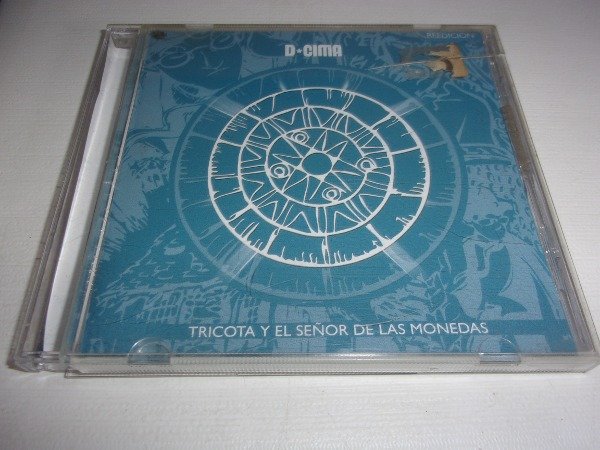 REEDICION
D★CIMA
TRICOTA Y EL SEÑOR DE LAS MONEDAS